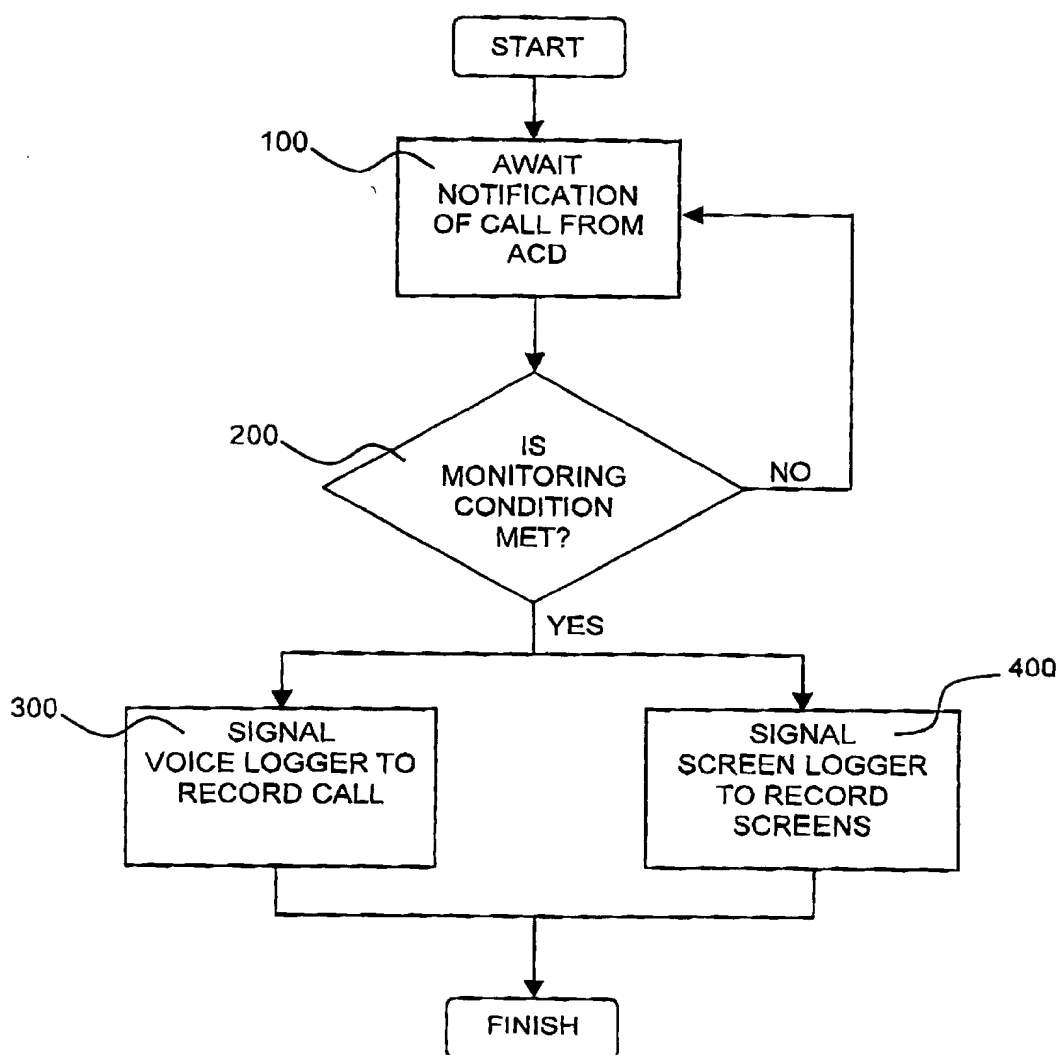 START
100
AWAIT
NOTIFICATION
OF CALL FROM
ACD
200
IS
MONITORING
CONDITION
MET?
NO
YES
300
SIGNAL
VOICE LOGGER TO
RECORD CALL
400
SIGNAL
SCREEN LOGGER
TO RECORD
SCREENS
FINISH